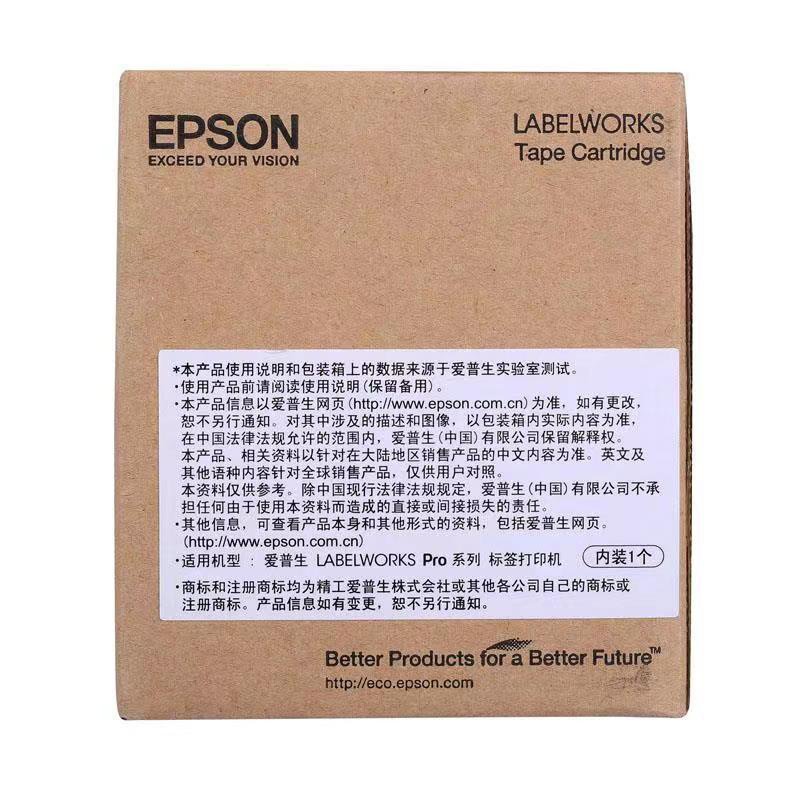 EPSON
EXCEED YOUR VISION
LABELWORKS
Tape Cartridge
*本产品使用说明和包装箱上的数据来源于爱普生实验室测试。
·使用产品前请阅读使用说明(保留备用)。
·本产品信息以爱普生网页(http://www.epson.com.cn)为准，如有更改，
恕不另行通知。对其中涉及的描述和图像，以包装箱内实际内容为准，
在中国法律法规允许的范围内，爱普生(中国)有限公司保留解释权。
本产品、相关资料以针对在大陆地区销售产品的中文内容为准。英文及
其他语种内容针对全球销售产品，仅供用户对照。
本资料仅供参考。除中国现行法律法规规定，爱普生(中国)有限公司不承
担任何由于使用本资料而造成的直接或间接损失的责任。
·其他信息，可查看产品本身和其他形式的资料，包括爱普生网页。
(http://www.epson.com.cn)
·适用机型 : 爱普生 LABELWORKS Pro 系列 标签打印机 内装1个
·商标和注册商标均为精工爱普生株式会社或其他各公司自己的商标或
注册商标。产品信息如有变更，恕不另行通知。
Better Products for a Better Future™
http://eco.epson.com